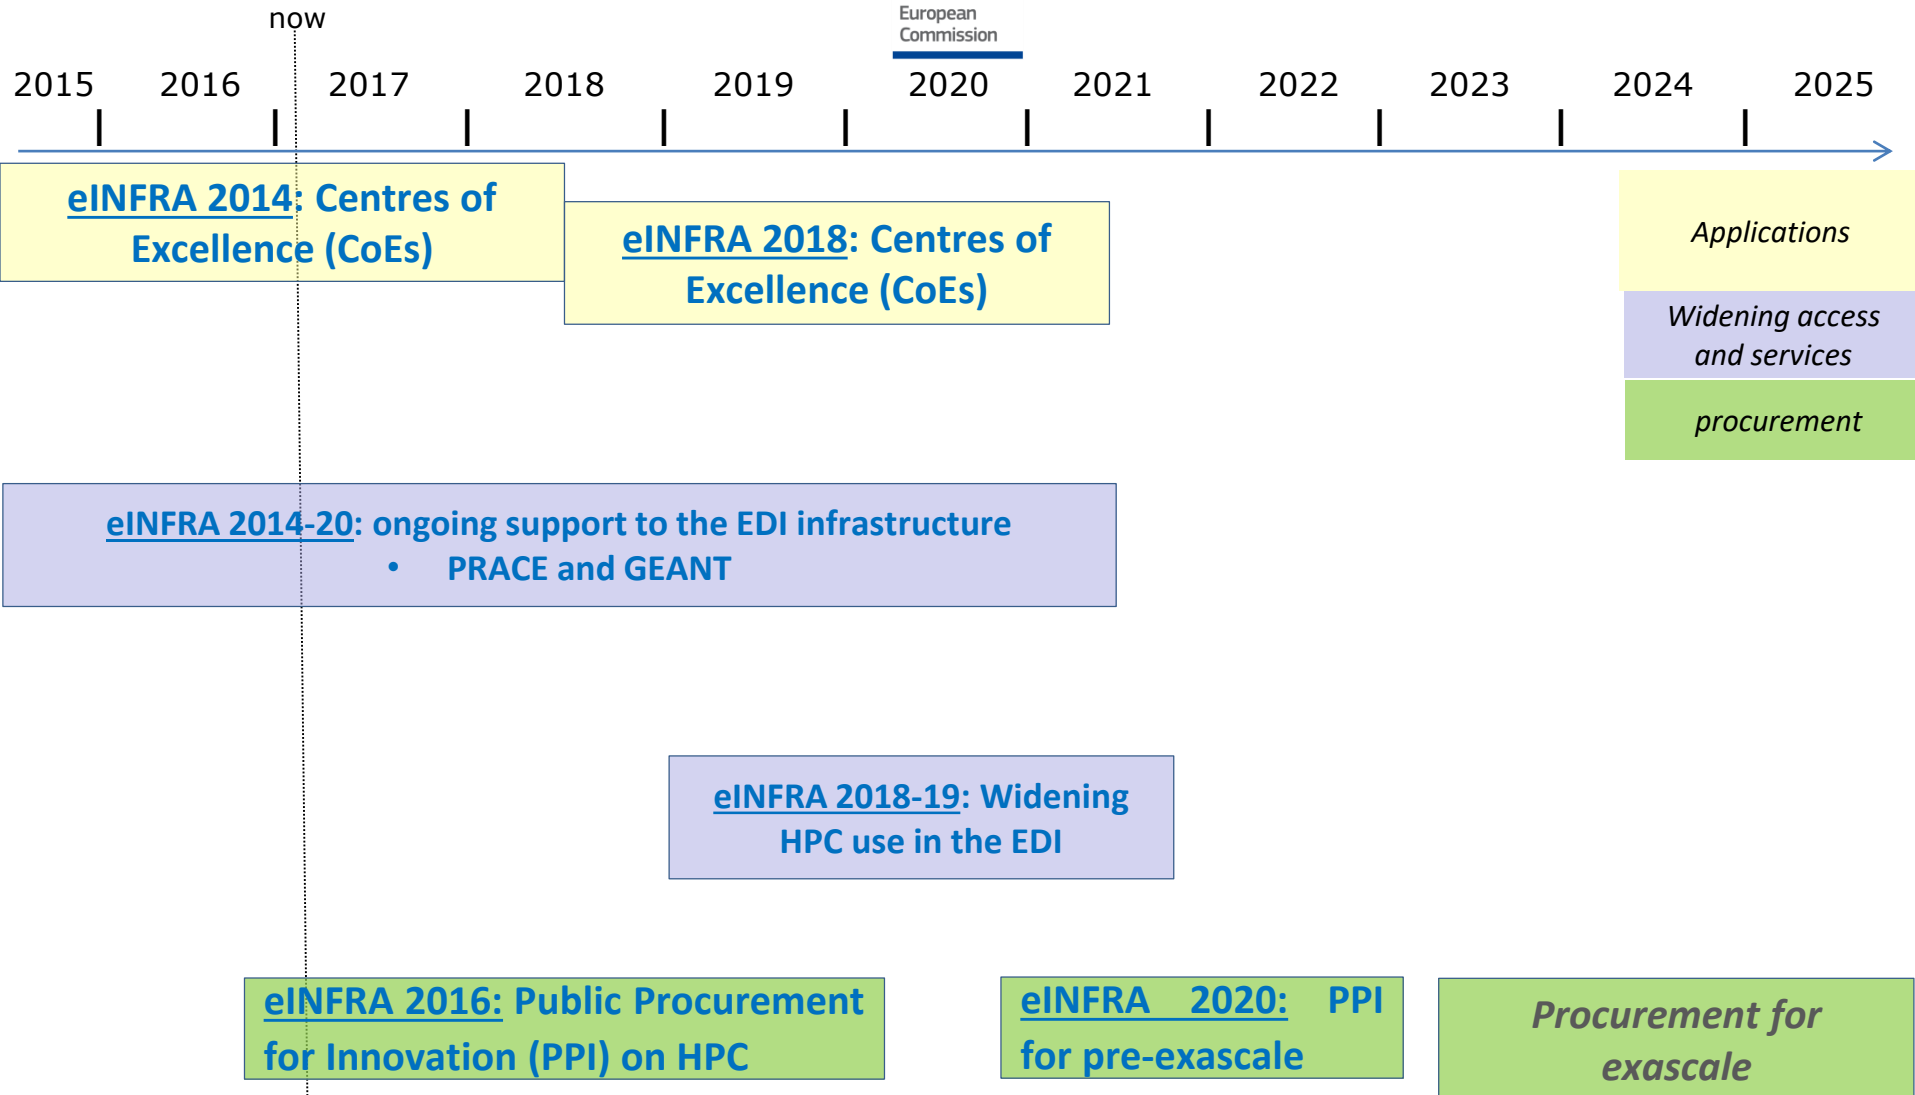 now
European
Commission
2015 2016 2017 2018 2019 2020 2021 2022 2023 2024 2025
eINFRA 2014: Centres of
Excellence (CoEs)
eINFRA 2018: Centres of
Excellence (CoEs)
Applications
Widening access
and services
procurement
eINFRA 2014-20: ongoing support to the EDI infrastructure
• PRACE and GEANT
eINFRA 2018-19: Widening
HPC use in the EDI
eINFRA 2016: Public Procurement
for Innovation (PPI) on HPC
eINFRA 2020: PPI
for pre-exascale
Procurement for
exascale